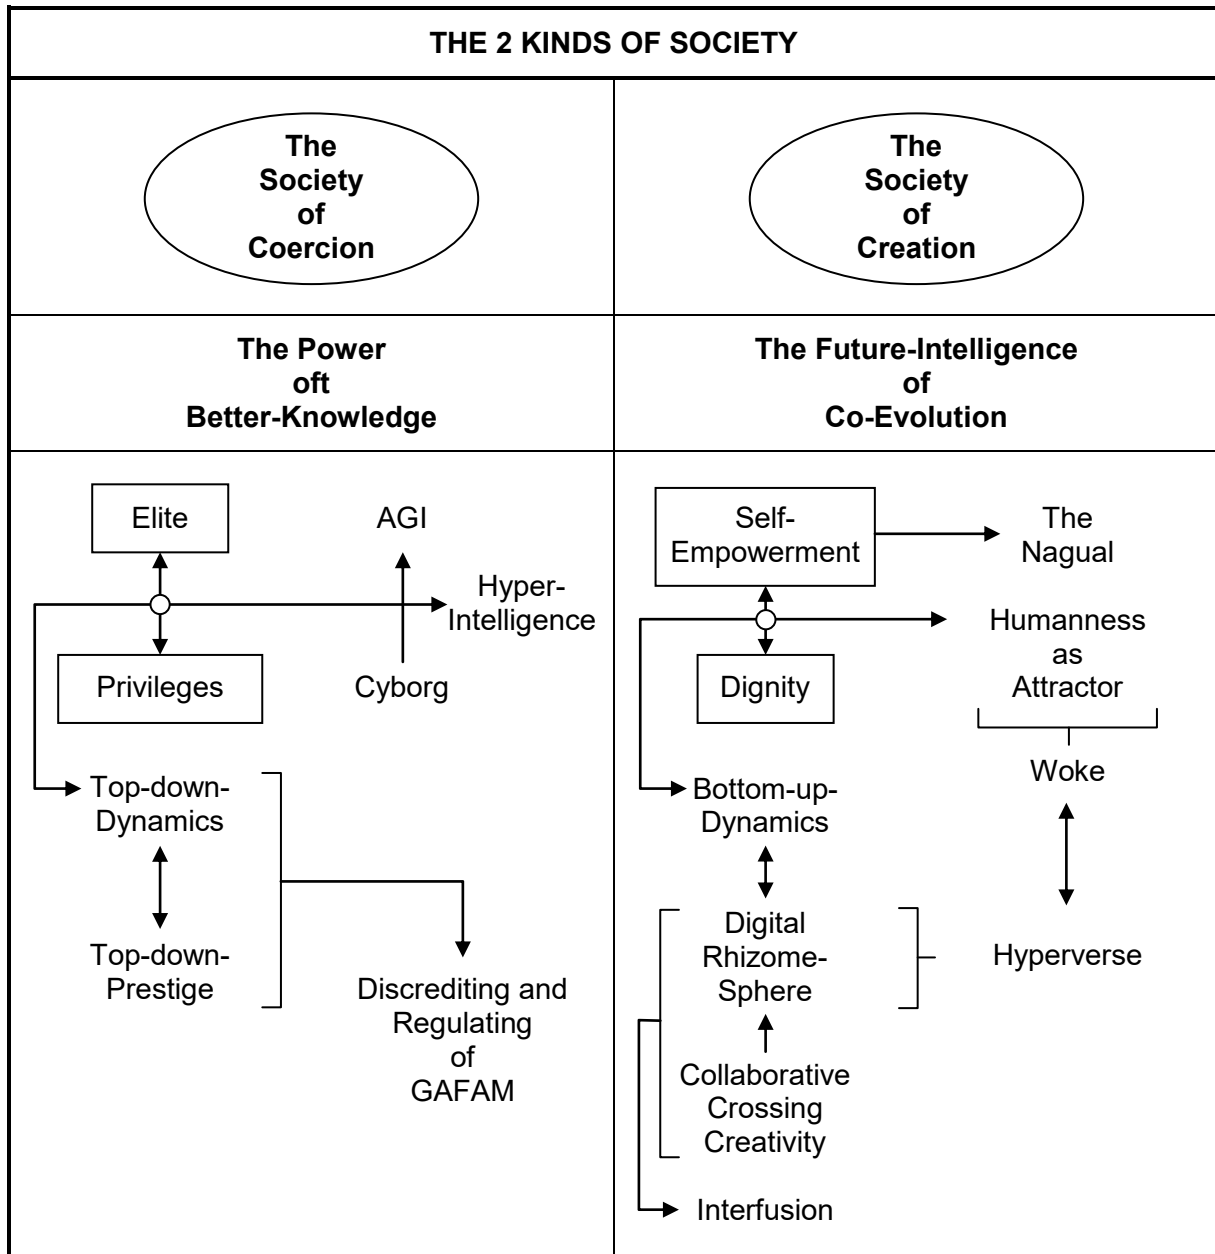 THE 2 KINDS OF SOCIETY
The
Society
of
Coercion
The
Society
of
Creation
The Power
oft
Better-Knowledge
The Future-Intelligence
of
Co-Evolution
Elite
AGI
Hyper-
Intelligence
Privileges
Cyborg
Top-down-
Dynamics
Top-down-
Prestige
Discrediting and
Regulating
of
GAFAM
Self-
Empowerment
The
Nagual
Humanness
as
Attractor
Dignity
Woke
Bottom-up-
Dynamics
Digital
Rhizome-
Sphere
Hyperverse
Collaborative
Crossing
Creativity
Interfusion